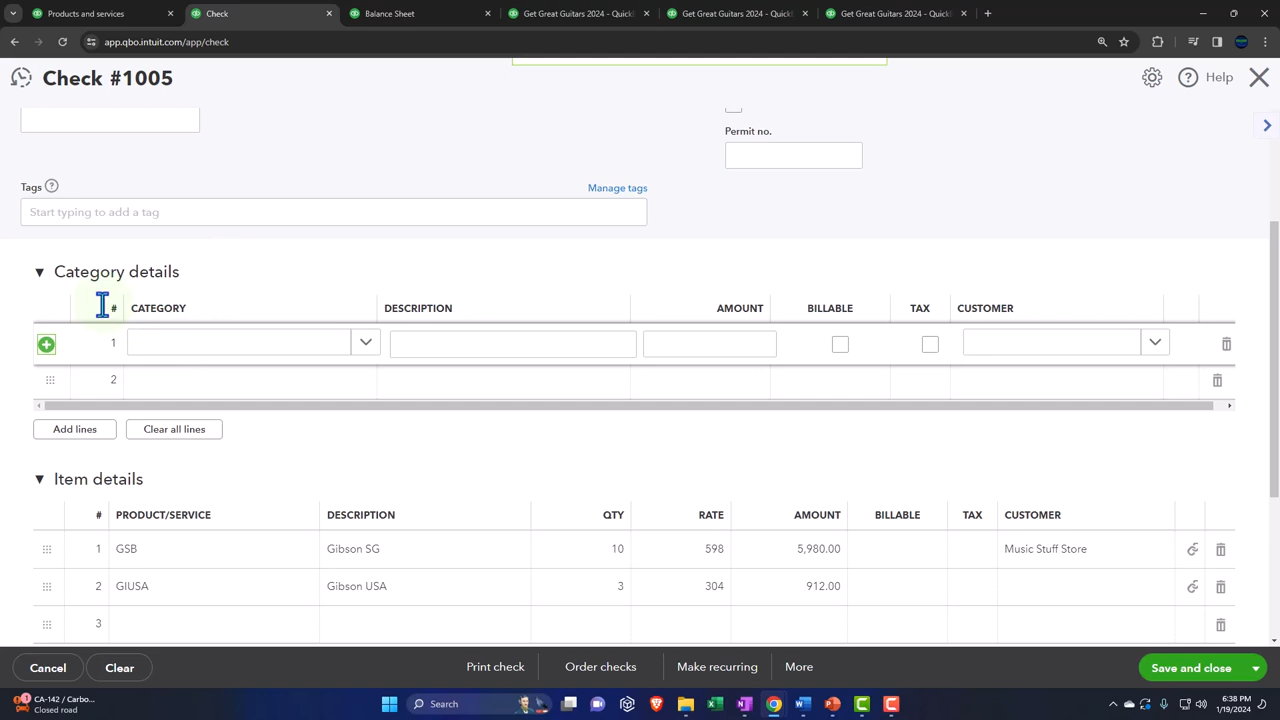 Products and services
Check
Balance Sheet
Get Great Guitars 2024 – Quick
Get Great Guitars 2024 – Quick
Get Great Guitars 2024 – Quick
app.qbo.intuit.com/app/check
Check #1005
Help
Permit no.
Tags
Manage tags
Start typing to add a tag
Category details
# CATEGORY DESCRIPTION AMOUNT BILLABLE TAX CUSTOMER
1
2
Add lines Clear all lines
Item details
# PRODUCT/SERVICE DESCRIPTION QTY RATE AMOUNT BILLABLE TAX CUSTOMER
1 GSB Gibson SG 10 598 5,980.00 Music Stuff Store
2 GIUSA Gibson USA 3 304 912.00
3
Cancel Clear Print check Order checks Make recurring More Save and close
CA-142 / Carbo...
Closed road
Search
6:38 PM
1/19/2024